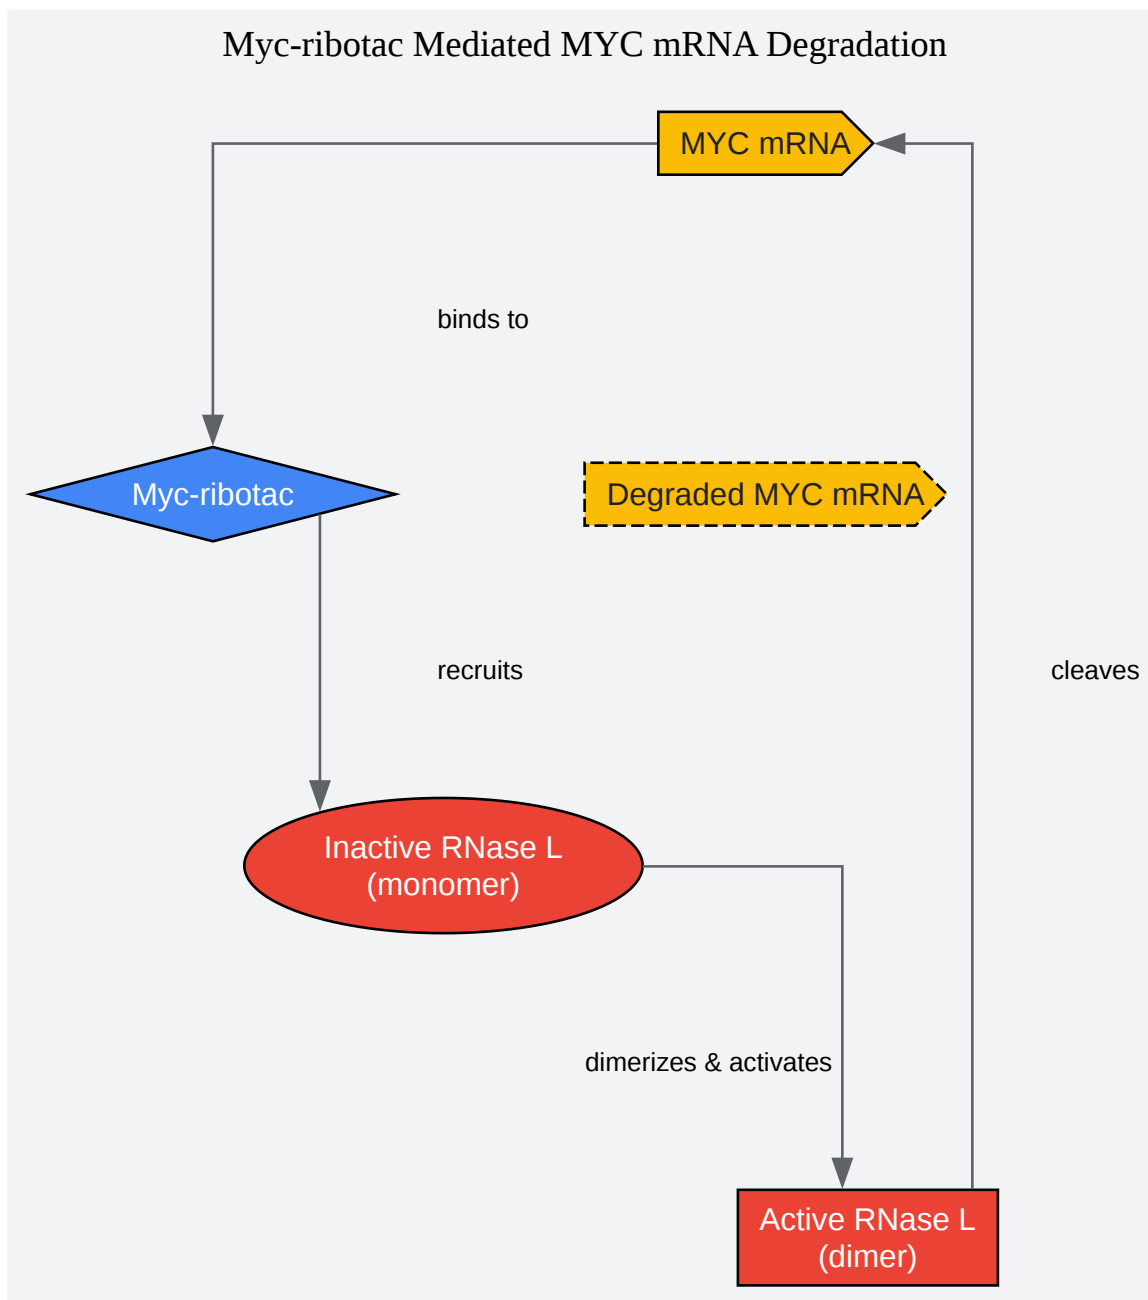 Myc-ribotac Mediated MYC mRNA Degradation
MYC mRNA
binds to
Myc-ribotac
Degraded MYC mRNA
recruits
cleaves
Inactive RNase L
(monomer)
dimerizes & activates
Active RNase L
(dimer)